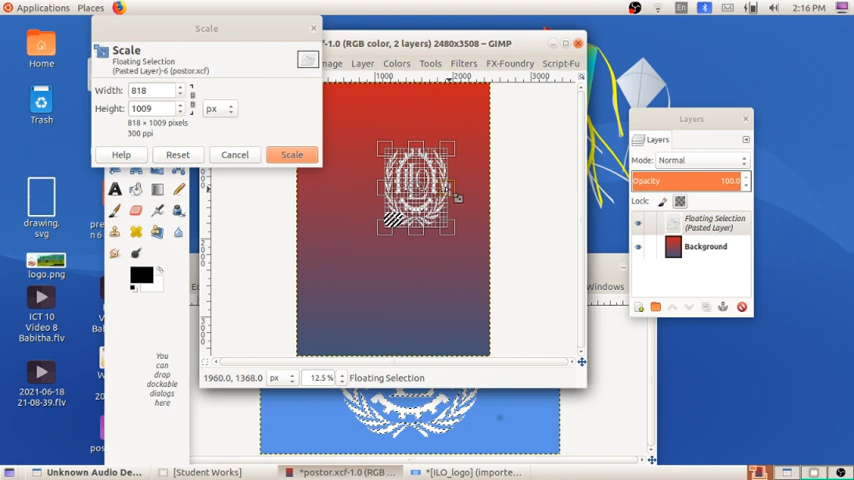 Applications Places
En
2:16 PM
Home
Trash
drawing.
svg
logo.png
ICT 10
Video 8
Babitha.flv
2021-06-18
21-08-39.flv
Scale
Scale
Floating Selection
(Pasted Layer)-6 (postor.xcf)
Width: 818
Height: 1009
px
818 × 1009 pixels
300 ppi
Help
Reset
Cancel
Scale
-1.0 (RGB color, 2 layers) 2480x3508 – GIMP
mage Layer Colors Tools Filters FX-Foundry Script-Fu
1000 2000 3000
1960.0, 1368.0 px 12.5 % Floating Selection
You
can
drop
dockable
dialogs
here
Windows
Layers
Layers
Mode: Normal
Opacity 100.0
Lock:
Floating Selection
(Pasted Layer)
Background
Unknown Audio De...
[Student Works]
*postor.xcf-1.0 (RGB ...
*[ILO_logo] (importe...